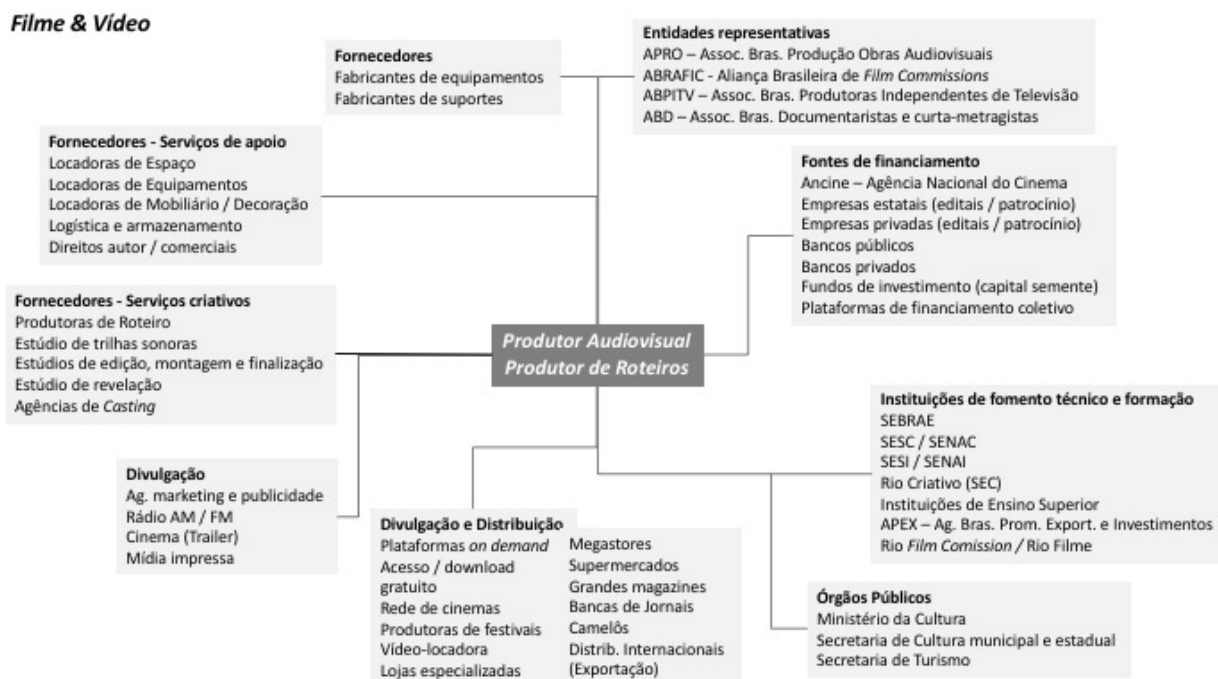 Filme & Vídeo
Fornecedores
Fabricantes de equipamentos
Fabricantes de suportes
Entidades representativas
APRO – Assoc. Bras. Produção Obras Audiovisuais
ABRAFIC - Aliança Brasileira de Film Commissions
ABPITV – Assoc. Bras. Produtoras Independentes de Televisão
ABD – Assoc. Bras. Documentaristas e curta-metragistas
Fornecedores - Serviços de apoio
Locadoras de Espaço
Locadoras de Equipamentos
Locadoras de Mobiliário / Decoração
Logística e armazenamento
Direitos autor / comerciais
Fontes de financiamento
Ancine – Agência Nacional do Cinema
Empresas estatais (editais / patrocínio)
Empresas privadas (editais / patrocínio)
Bancos públicos
Bancos privados
Fundos de investimento (capital semente)
Plataformas de financiamento coletivo
Fornecedores - Serviços criativos
Produtoras de Roteiro
Estúdio de trilhas sonoras
Estúdios de edição, montagem e finalização
Estúdio de revelação
Agências de Casting
Produtor Audiovisual
Produtor de Roteiros
Instituições de fomento técnico e formação
SEBRAE
SESC / SENAC
SESI / SENAI
Rio Criativo (SEC)
Instituições de Ensino Superior
APEX – Ag. Bras. Prom. Export. e Investimentos
Rio Film Comission / Rio Filme
Divulgação
Ag. marketing e publicidade
Rádio AM / FM
Cinema (Trailer)
Mídia impressa
Divulgação e Distribuição
Plataformas on demand
Acesso / download
gratuito
Rede de cinemas
Produtoras de festivais
Vídeo-locadora
Lojas especializadas
Megastores
Supermercados
Grandes magazines
Bancas de Jornais
Camelôs
Distrib. Internacionais
(Exportação)
Órgãos Públicos
Ministério da Cultura
Secretaria de Cultura municipal e estadual
Secretaria de Turismo